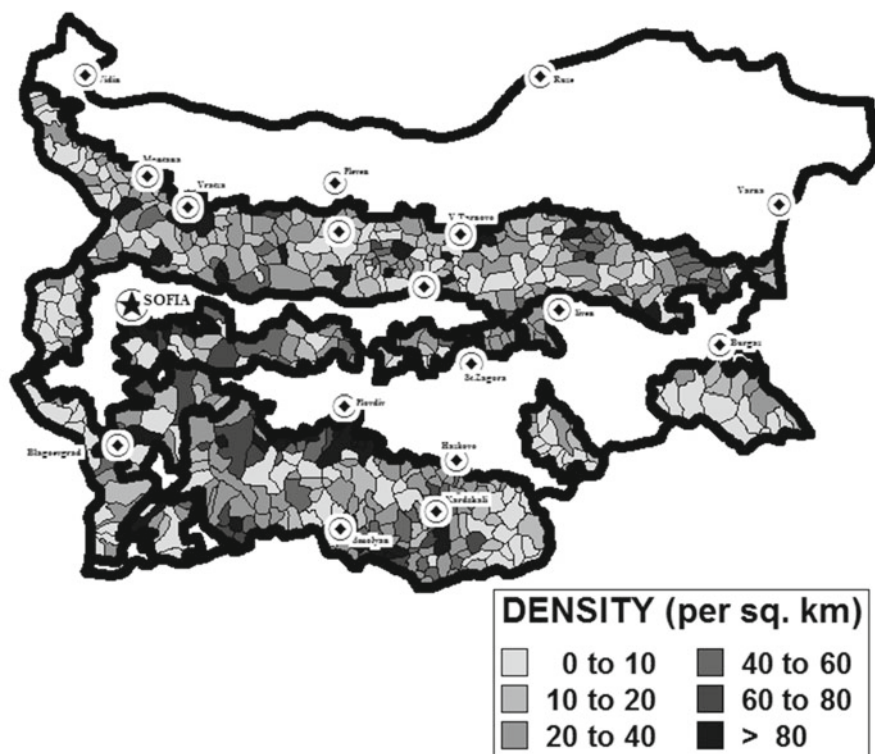 Vidin
Ruse
Montana
Vratsa
Pleven
Varna
V.Tarnovo
SOFIA
Sliven
Burgas
St.Zagora
Plovdiv
Blagoevgrad
Haskovo
Kardzhali
Smolyan
DENSITY (per sq. km)
0 to 10
40 to 60
10 to 20
60 to 80
20 to 40
> 80